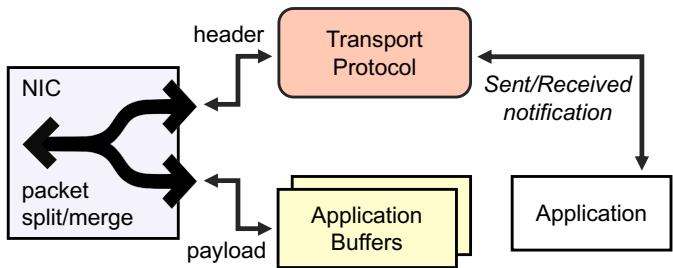 header
Transport
Protocol
NIC
Sent/Received
notification
packet
split/merge
Application
Buffers
Application
payload